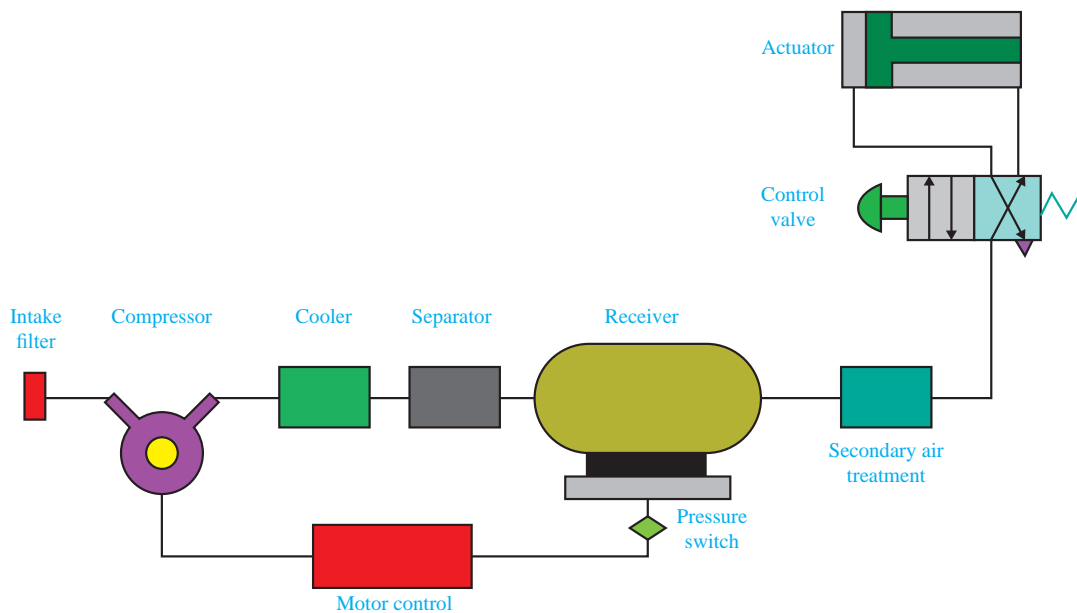 Actuator
Control
valve
Intake
filter
Compressor
Cooler
Separator
Receiver
Secondary air
treatment
Pressure
switch
Motor control